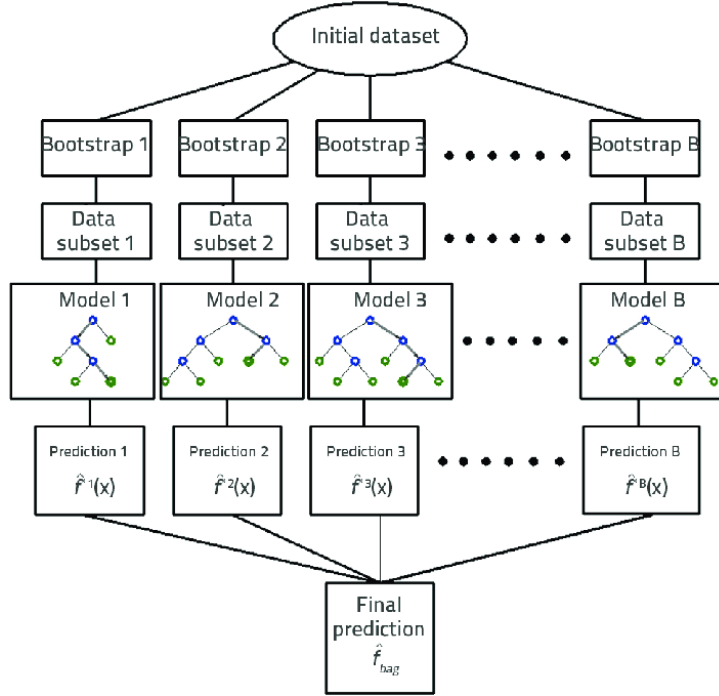 Initial dataset
Bootstrap 1
Bootstrap 2
Bootstrap 3
Bootstrap B
Data
subset 1
Data
subset 2
Data
subset 3
Data
subset B
Model 1
Model 2
Model 3
Model B
Prediction 1
f̂*1(x)
Prediction 2
f̂*2(x)
Prediction 3
f̂*3(x)
Prediction B
f̂*B(x)
Final
prediction
f̂bag